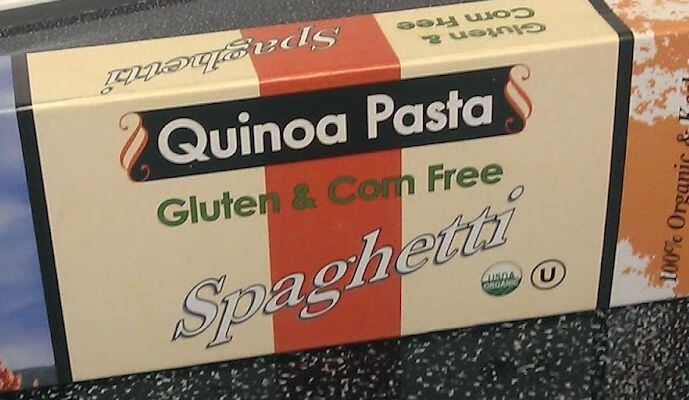 Spaghetti
Gluten &
Corn Free
Quinoa Pasta
Gluten & Corn Free
Spaghetti
USDA
ORGANIC
U
100% Organic &